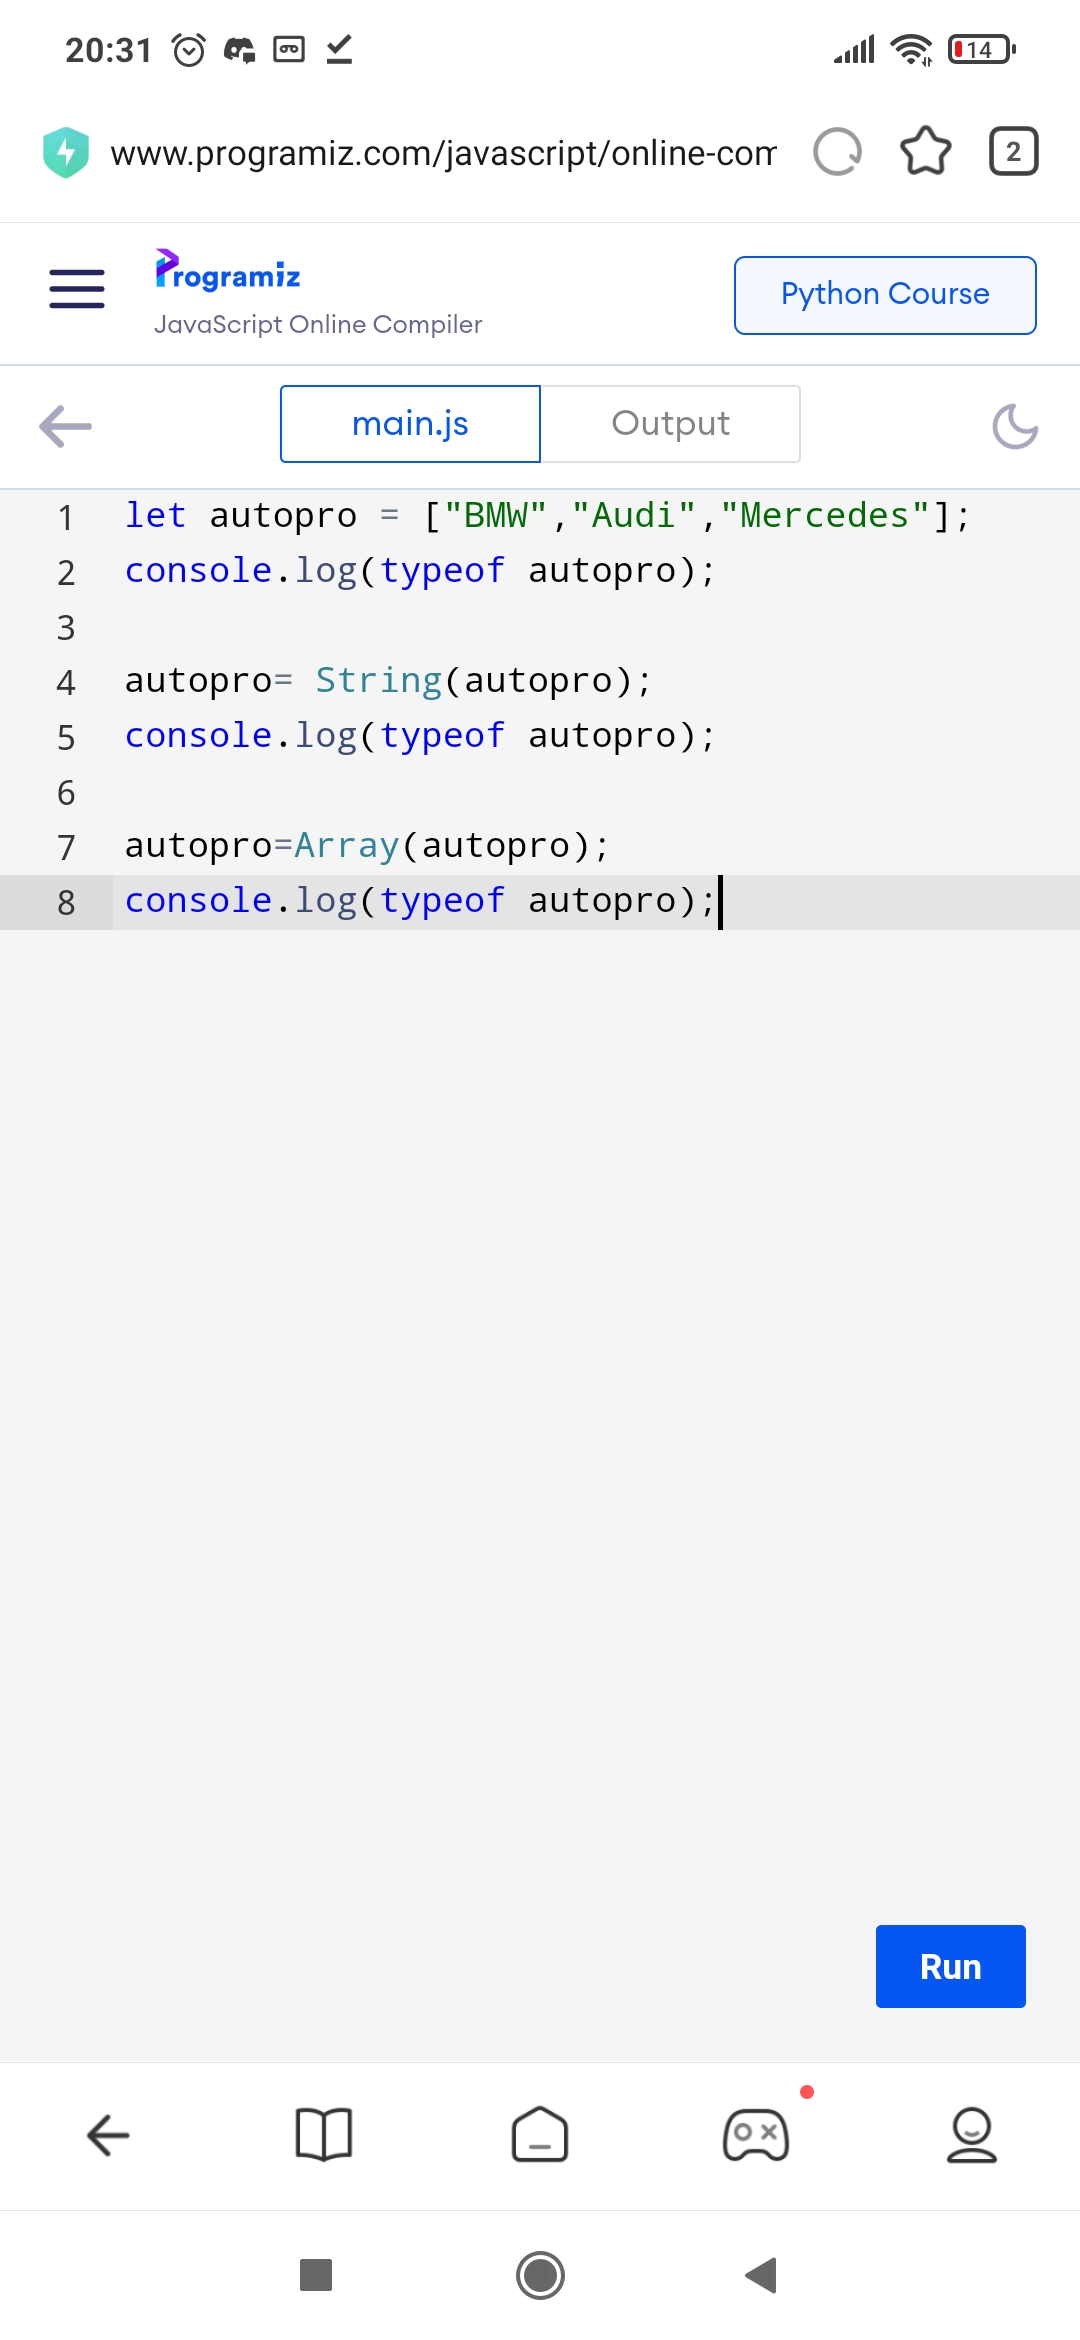 20:31
14
www.programiz.com/javascript/online-com
2
Programiz
JavaScript Online Compiler
Python Course
main.js
Output
1 let autopro = ["BMW","Audi","Mercedes"];
2 console.log(typeof autopro);
3
4 autopro= String(autopro);
5 console.log(typeof autopro);
6
7 autopro=Array(autopro);
8 console.log(typeof autopro);
Run